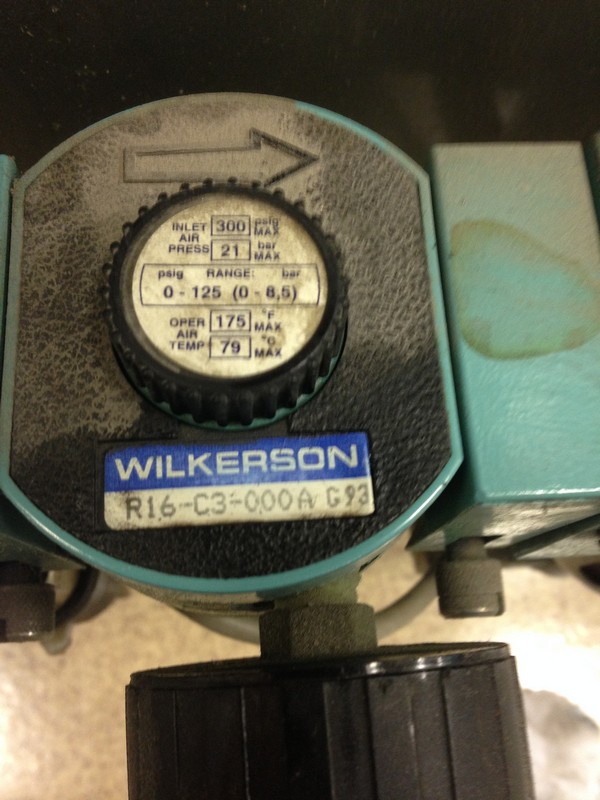 INLET AIR PRESS 300 psig MAX
21 bar MAX
psig RANGE: bar
0 - 125 (0 - 8,5)
OPER AIR TEMP 175 °F MAX
79 °C MAX
WILKERSON
R16-C3-000A G93